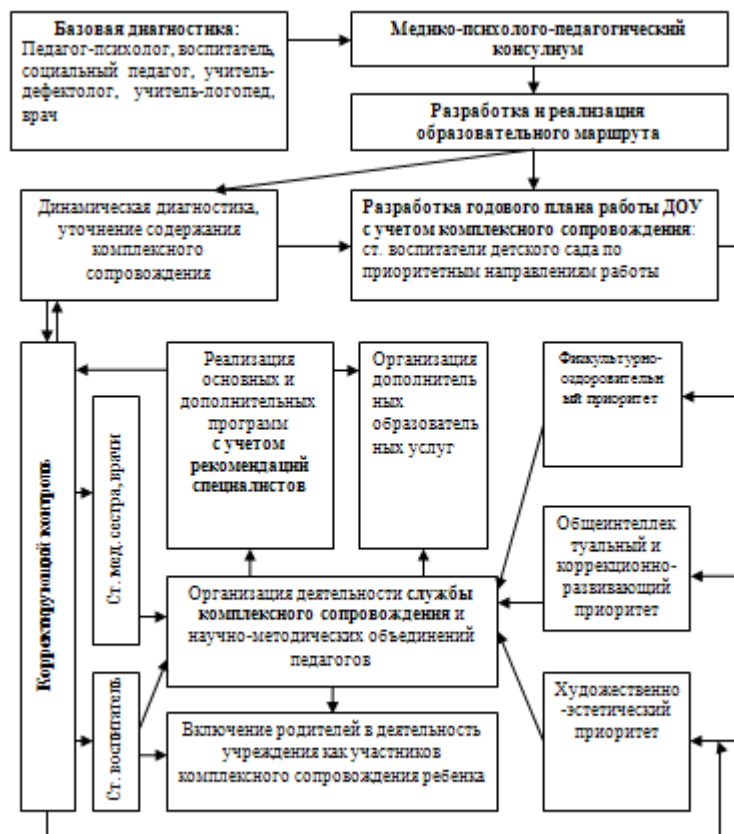 Базовая диагностика:
Педагог-психолог, воспитатель,
социальный педагог, учитель-
дефектолог, учитель-логопед,
врач
Медико-психолого-педагогический
консулиум
Разработка и реализация
образовательного маршрута
Динамическая диагностика,
уточнение содержания
комплексного
сопровождения
Разработка годового плана работы ДОУ
с учетом комплексного сопровождения:
ст. воспитатели детского сада по
приоритетным направлениям работы
Корректирующий контроль
Ст. мед. сестра, врачи
Ст. воспитатель
Реализация
основных и
дополнительных
программ
с учетом
рекомендаций
специалистов
Организация
дополнитель
ных
образователь
ных услуг
Физкультурно-
оздоровительн
ый приоритет
Общеинтеллек
туальный и
коррекционно-
развивающий
приоритет
Организация деятельности службы
комплексного сопровождения и
научно-методических объединений
педагогов
Художественно
-эстетический
приоритет
Включение родителей в деятельность
учреждения как участников
комплексного сопровождения ребенка